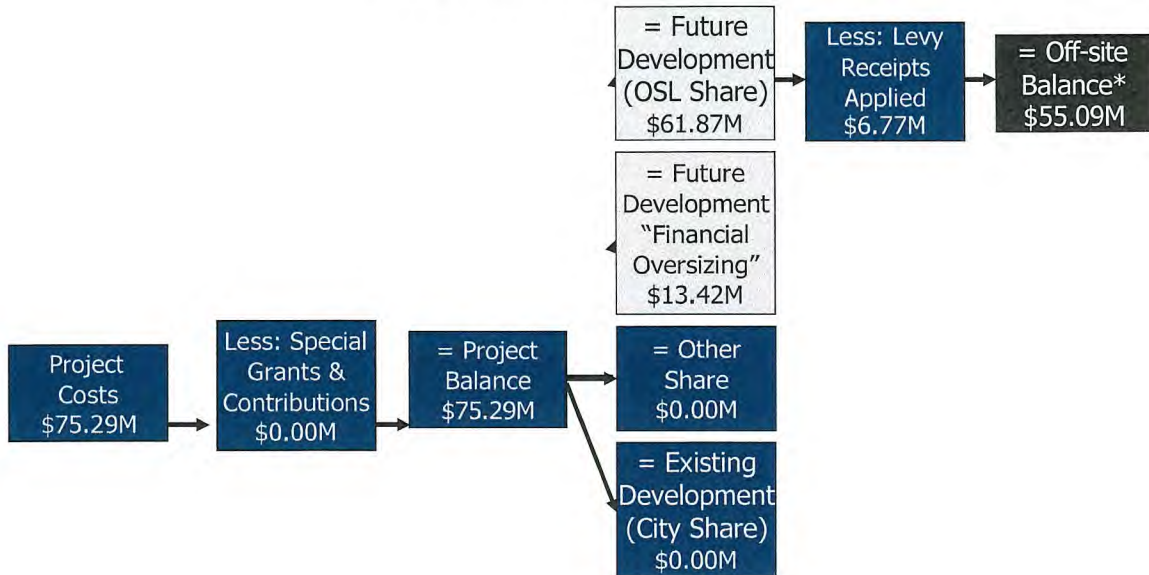 Project
Costs
$75.29M
Less: Special
Grants &
Contributions
$0.00M
= Project
Balance
$75.29M
= Future
Development
(OSL Share)
$61.87M
Less: Levy
Receipts
Applied
$6.77M
= Off-site
Balance*
$55.09M
= Future
Development
“Financial
Oversizing”
$13.42M
= Other
Share
$0.00M
= Existing
Development
(City Share)
$0.00M